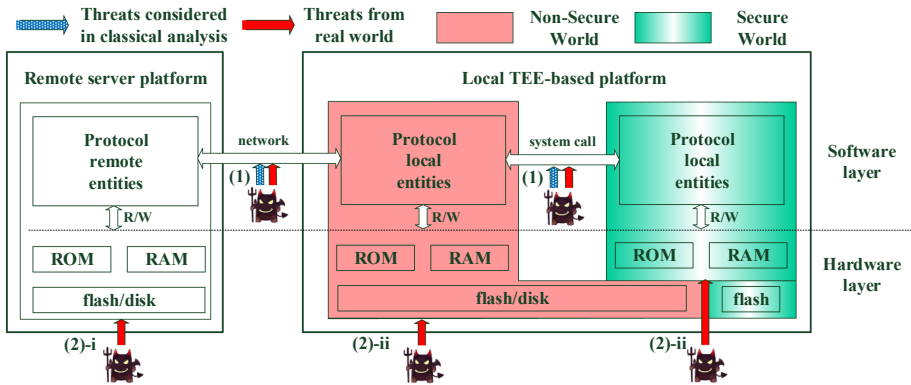 Threats considered
in classical analysis
Threats from
real world
Non-Secure
World
Secure
World
Remote server platform
Local TEE-based platform
Protocol
remote
entities
network
(1)
Protocol
local
entities
system call
(1)
Protocol
local
entities
Software
layer
R/W
R/W
R/W
ROM
RAM
ROM
RAM
ROM
RAM
Hardware
layer
flash/disk
flash/disk
flash
(2)-i
(2)-ii
(2)-ii